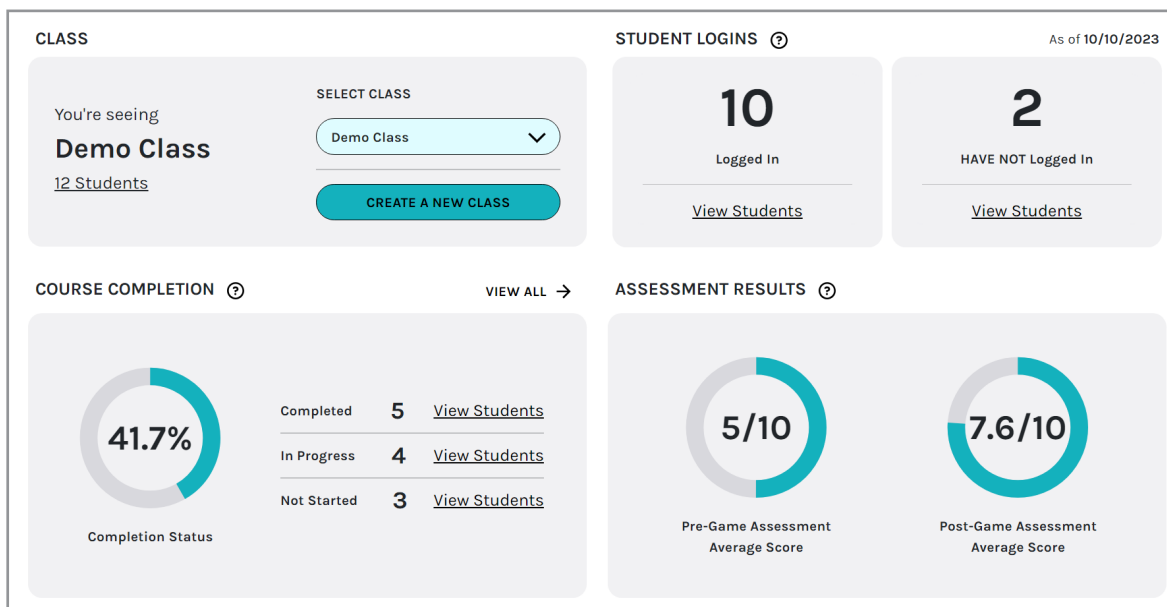 CLASS
You're seeing
Demo Class
12 Students
SELECT CLASS
Demo Class
CREATE A NEW CLASS
STUDENT LOGINS ?
As of 10/10/2023
10
Logged In
View Students
2
HAVE NOT Logged In
View Students
COURSE COMPLETION ?
VIEW ALL →
41.7%
Completion Status
Completed 5 View Students
In Progress 4 View Students
Not Started 3 View Students
ASSESSMENT RESULTS ?
5/10
Pre-Game Assessment
Average Score
7.6/10
Post-Game Assessment
Average Score